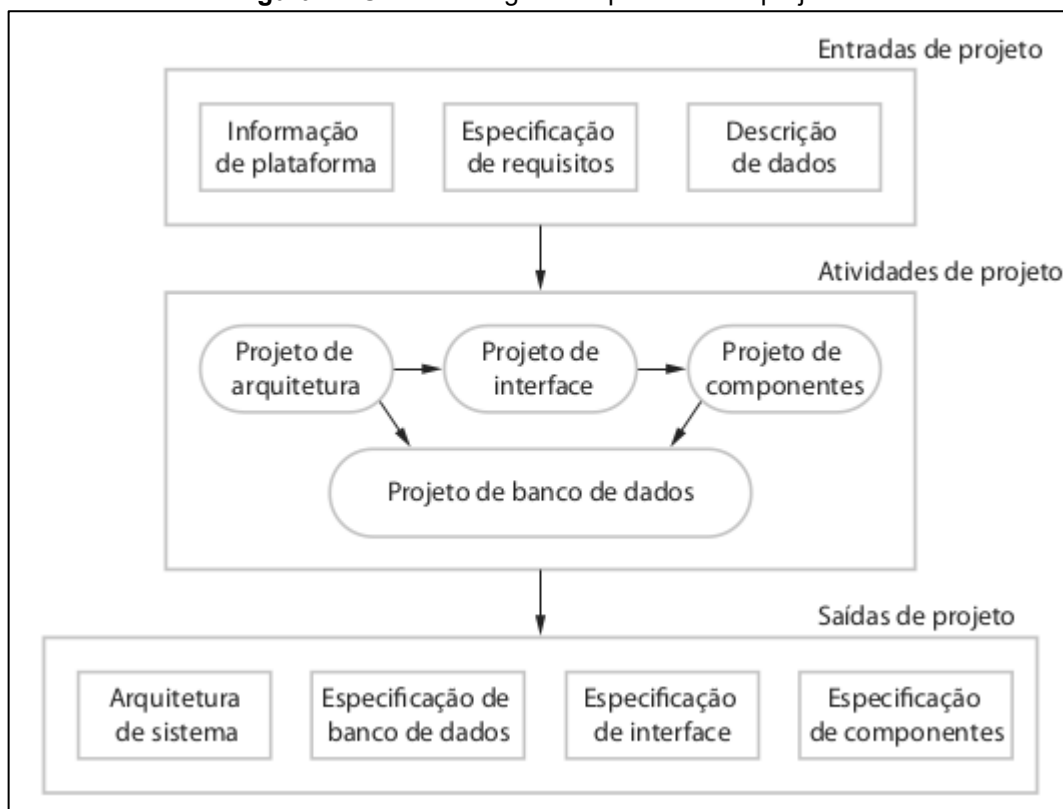 Entradas de projeto
Informação
de plataforma
Especificação
de requisitos
Descrição
de dados
Atividades de projeto
Projeto de
arquitetura
Projeto de
interface
Projeto de
componentes
Projeto de banco de dados
Saídas de projeto
Arquitetura
de sistema
Especificação de
banco de dados
Especificação
de interface
Especificação
de componentes